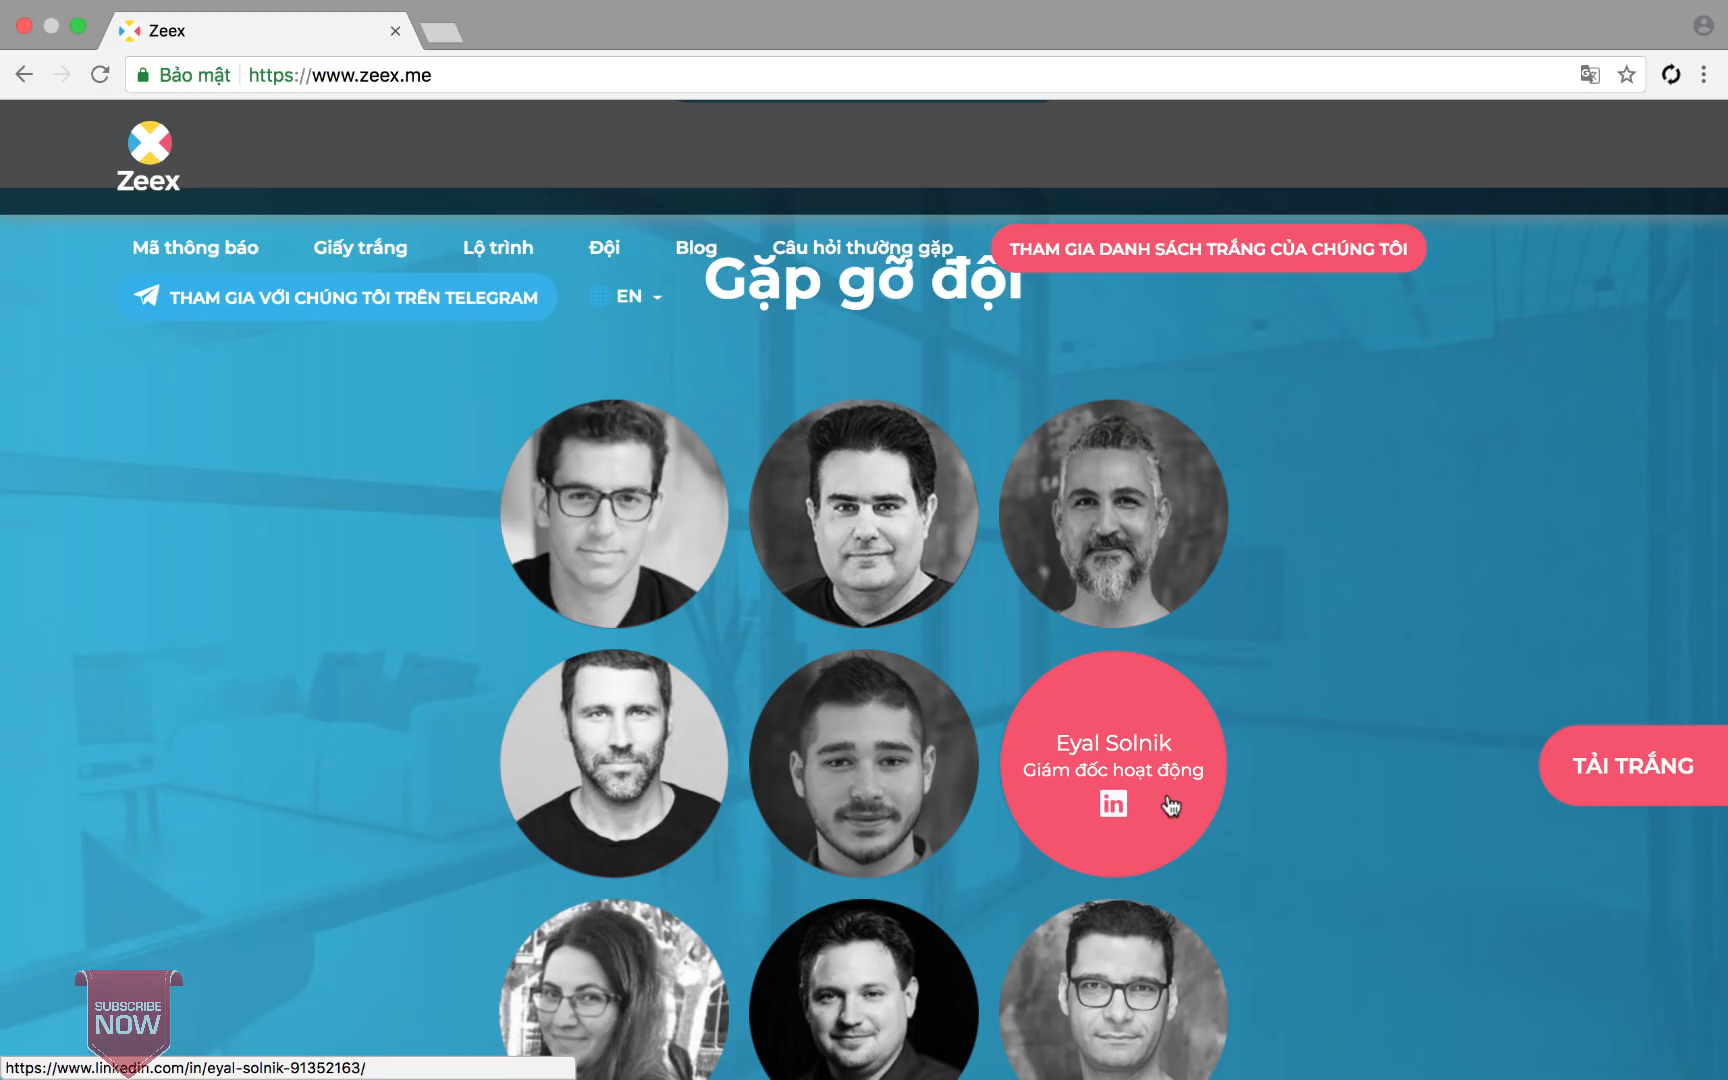 Zeex
Bảo mật
https://www.zeex.me
Zeex
Mã thông báo
Giấy trắng
Lộ trình
Đội
Blog
Câu hỏi thường gặp
THAM GIA DANH SÁCH TRẮNG CỦA CHÚNG TÔI
THAM GIA VỚI CHÚNG TÔI TRÊN TELEGRAM
EN
Gặp gỡ đội
Eyal Solnik
Giám đốc hoạt động
in
TẢI TRẮNG
SUBSCRIBE
NOW
https://www.linkedin.com/in/eyal-solnik-91352163/